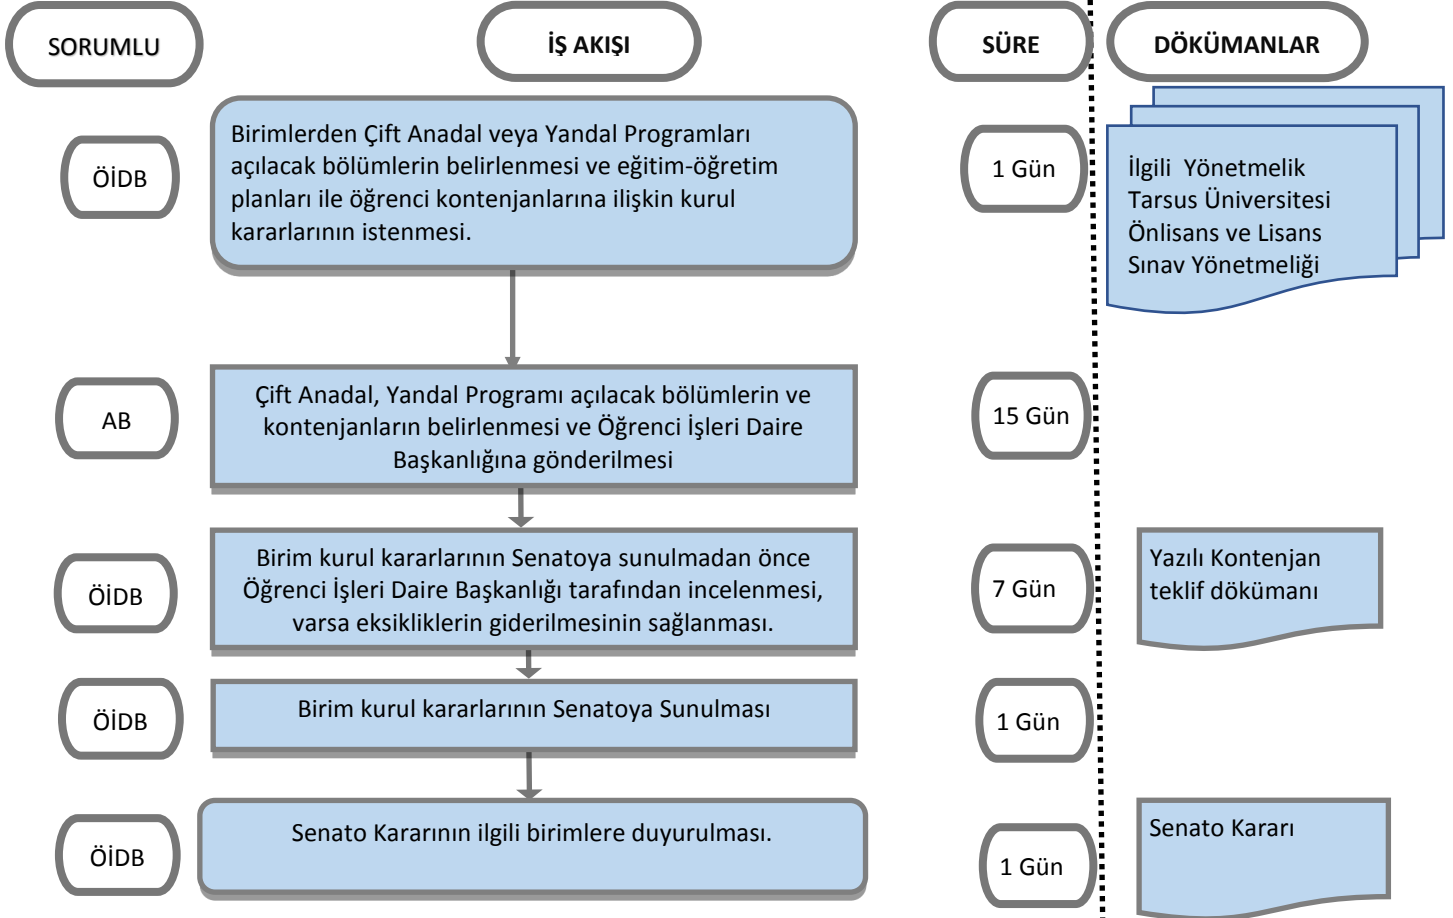 SORUMLU
İŞ AKIŞI
SÜRE
DÖKÜMANLAR
ÖİDB
Birimlerden Çift Anadal veya Yandal Programları
açılacak bölümlerin belirlenmesi ve eğitim-öğretim
planları ile öğrenci kontenjanlarına ilişkin kurul
kararlarının istenmesi.
1 Gün
İlgili Yönetmelik
Tarsus Üniversitesi
Önlisans ve Lisans
Sınav Yönetmeliği
AB
Çift Anadal, Yandal Programı açılacak bölümlerin ve
kontenjanların belirlenmesi ve Öğrenci İşleri Daire
Başkanlığına gönderilmesi
15 Gün
ÖİDB
Birim kurul kararlarının Senatoya sunulmadan önce
Öğrenci İşleri Daire Başkanlığı tarafından incelenmesi,
varsa eksikliklerin giderilmesinin sağlanması.
7 Gün
Yazılı Kontenjan
teklif dökümanı
ÖİDB
Birim kurul kararlarının Senatoya Sunulması
1 Gün
ÖİDB
Senato Kararının ilgili birimlere duyurulması.
1 Gün
Senato Kararı